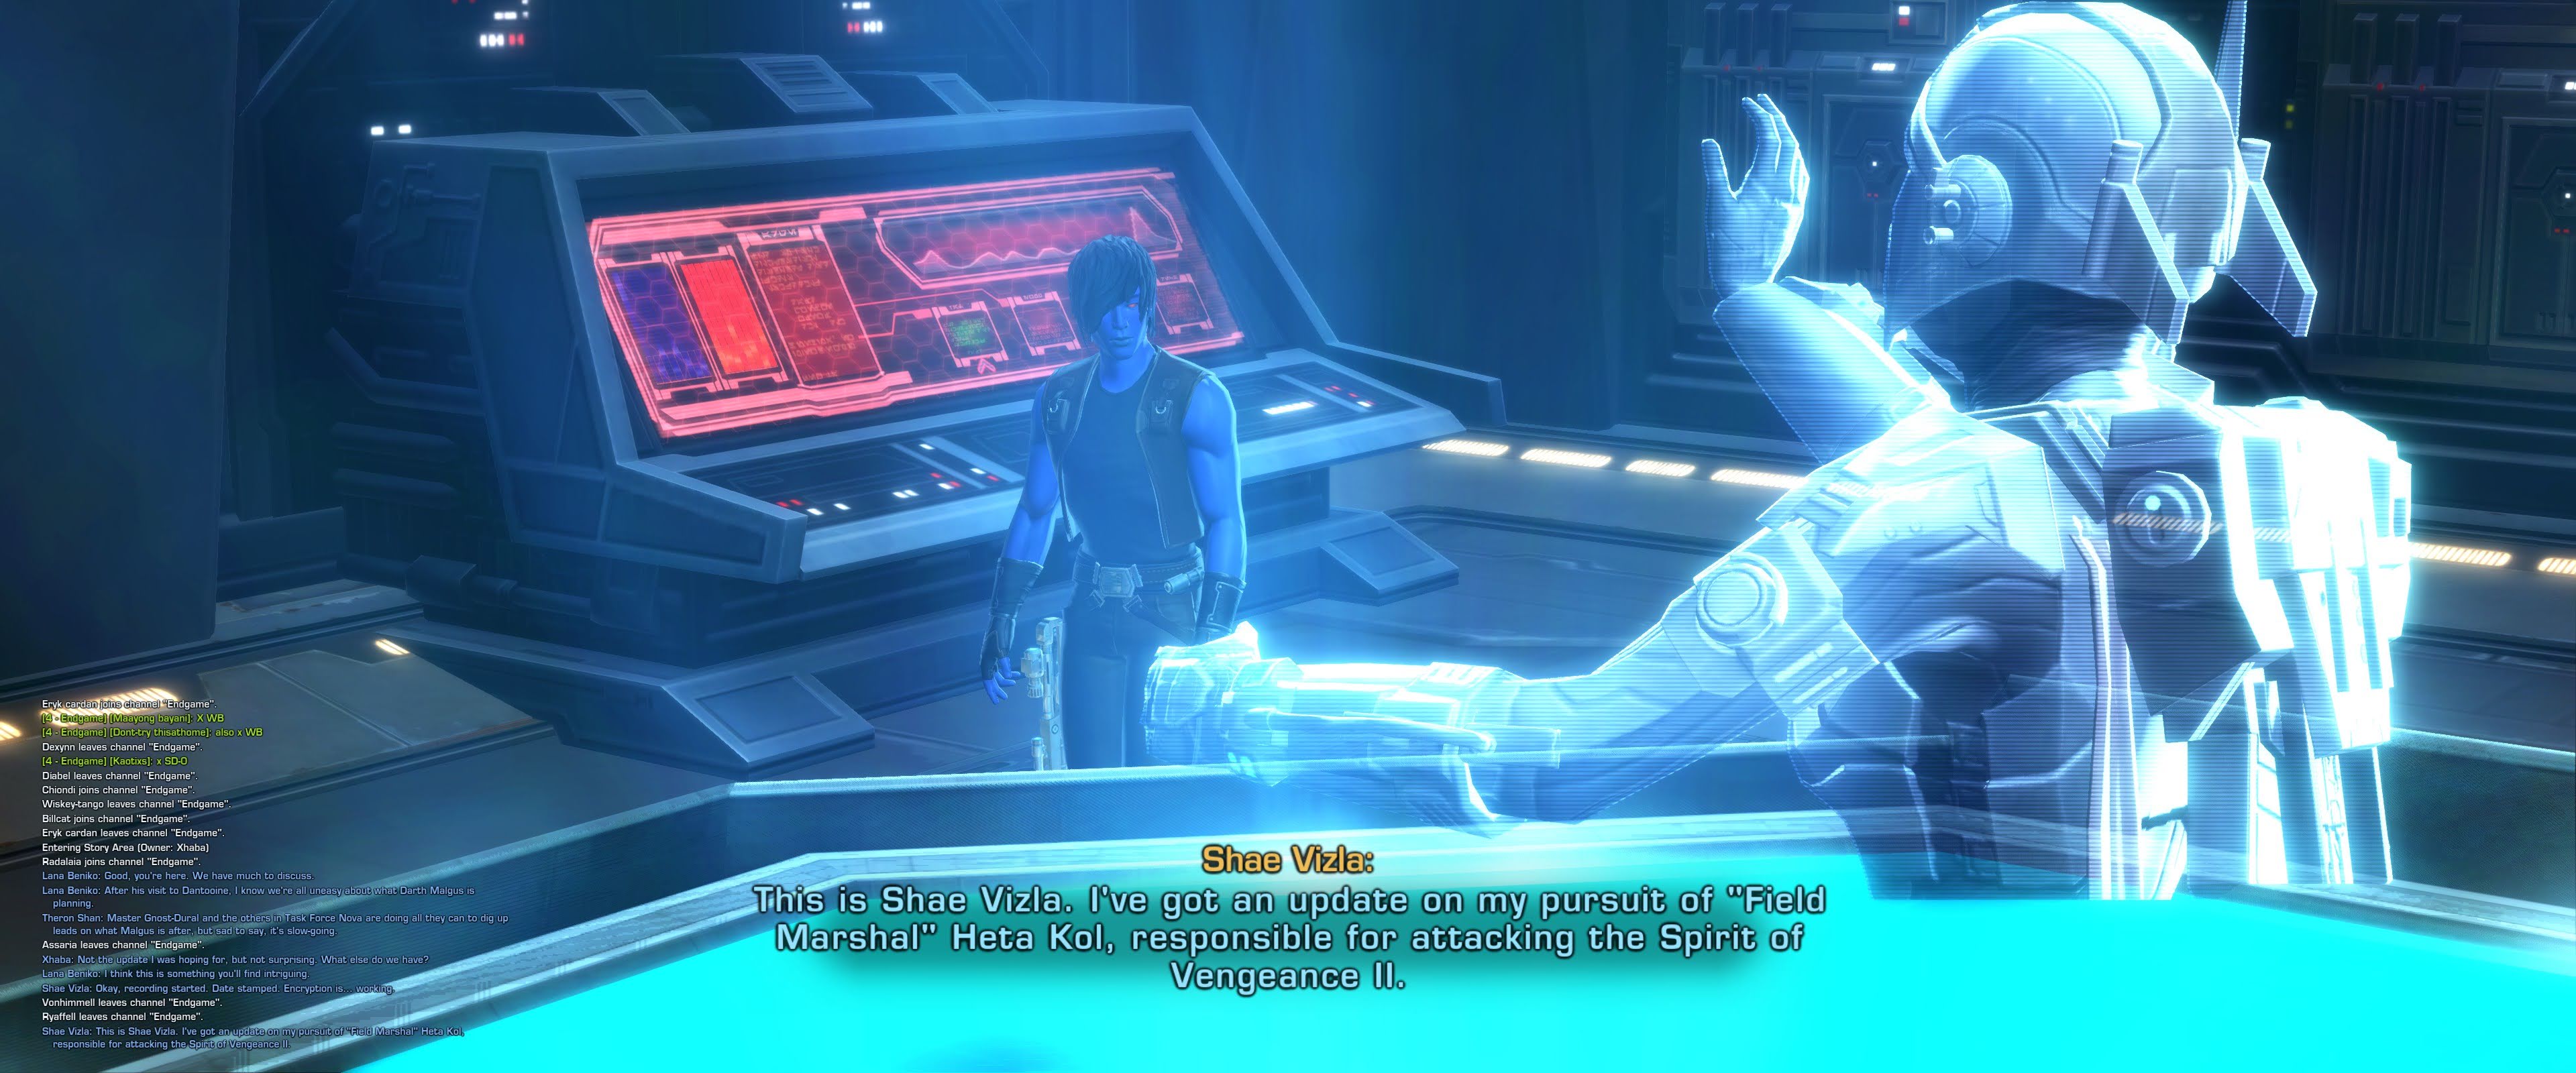 Eryk cardan joins channel "Endgame".
[4 - Endgame] [Maayong bayani]: X WB
[4 - Endgame] [Dont-try thisathome]: also x WB
Dexynn leaves channel "Endgame".
[4 - Endgame] [Kaotixs]: x SD-0
Diabel leaves channel "Endgame".
Chiondi joins channel "Endgame".
Wiskey-tango leaves channel "Endgame".
Billcat joins channel "Endgame".
Eryk cardan leaves channel "Endgame".
Entering Story Area (Owner: Xhaba)
Radalaia joins channel "Endgame".
Lana Beniko: Good, you're here. We have much to discuss.
Lana Beniko: After his visit to Dantooine, I know we're all uneasy about what Darth Malgus is
planning.
Theron Shan: Master Gnost-Dural and the others in Task Force Nova are doing all they can to dig up
leads on what Malgus is after, but sad to say, it's slow-going.
Assaria leaves channel "Endgame".
Xhaba: Not the update I was hoping for, but not surprising. What else do we have?
Lana Beniko: I think this is something you'll find intriguing.
Shae Vizla: Okay, recording started. Date stamped. Encryption is... working.
Vonhimmell leaves channel "Endgame".
Ryaffell leaves channel "Endgame".
Shae Vizla: This is Shae Vizla. I've got an update on my pursuit of "Field Marshal" Heta Kol,
responsible for attacking the Spirit of Vengeance II.
Shae Vizla:
This is Shae Vizla. I've got an update on my pursuit of "Field
Marshal" Heta Kol, responsible for attacking the Spirit of
Vengeance II.